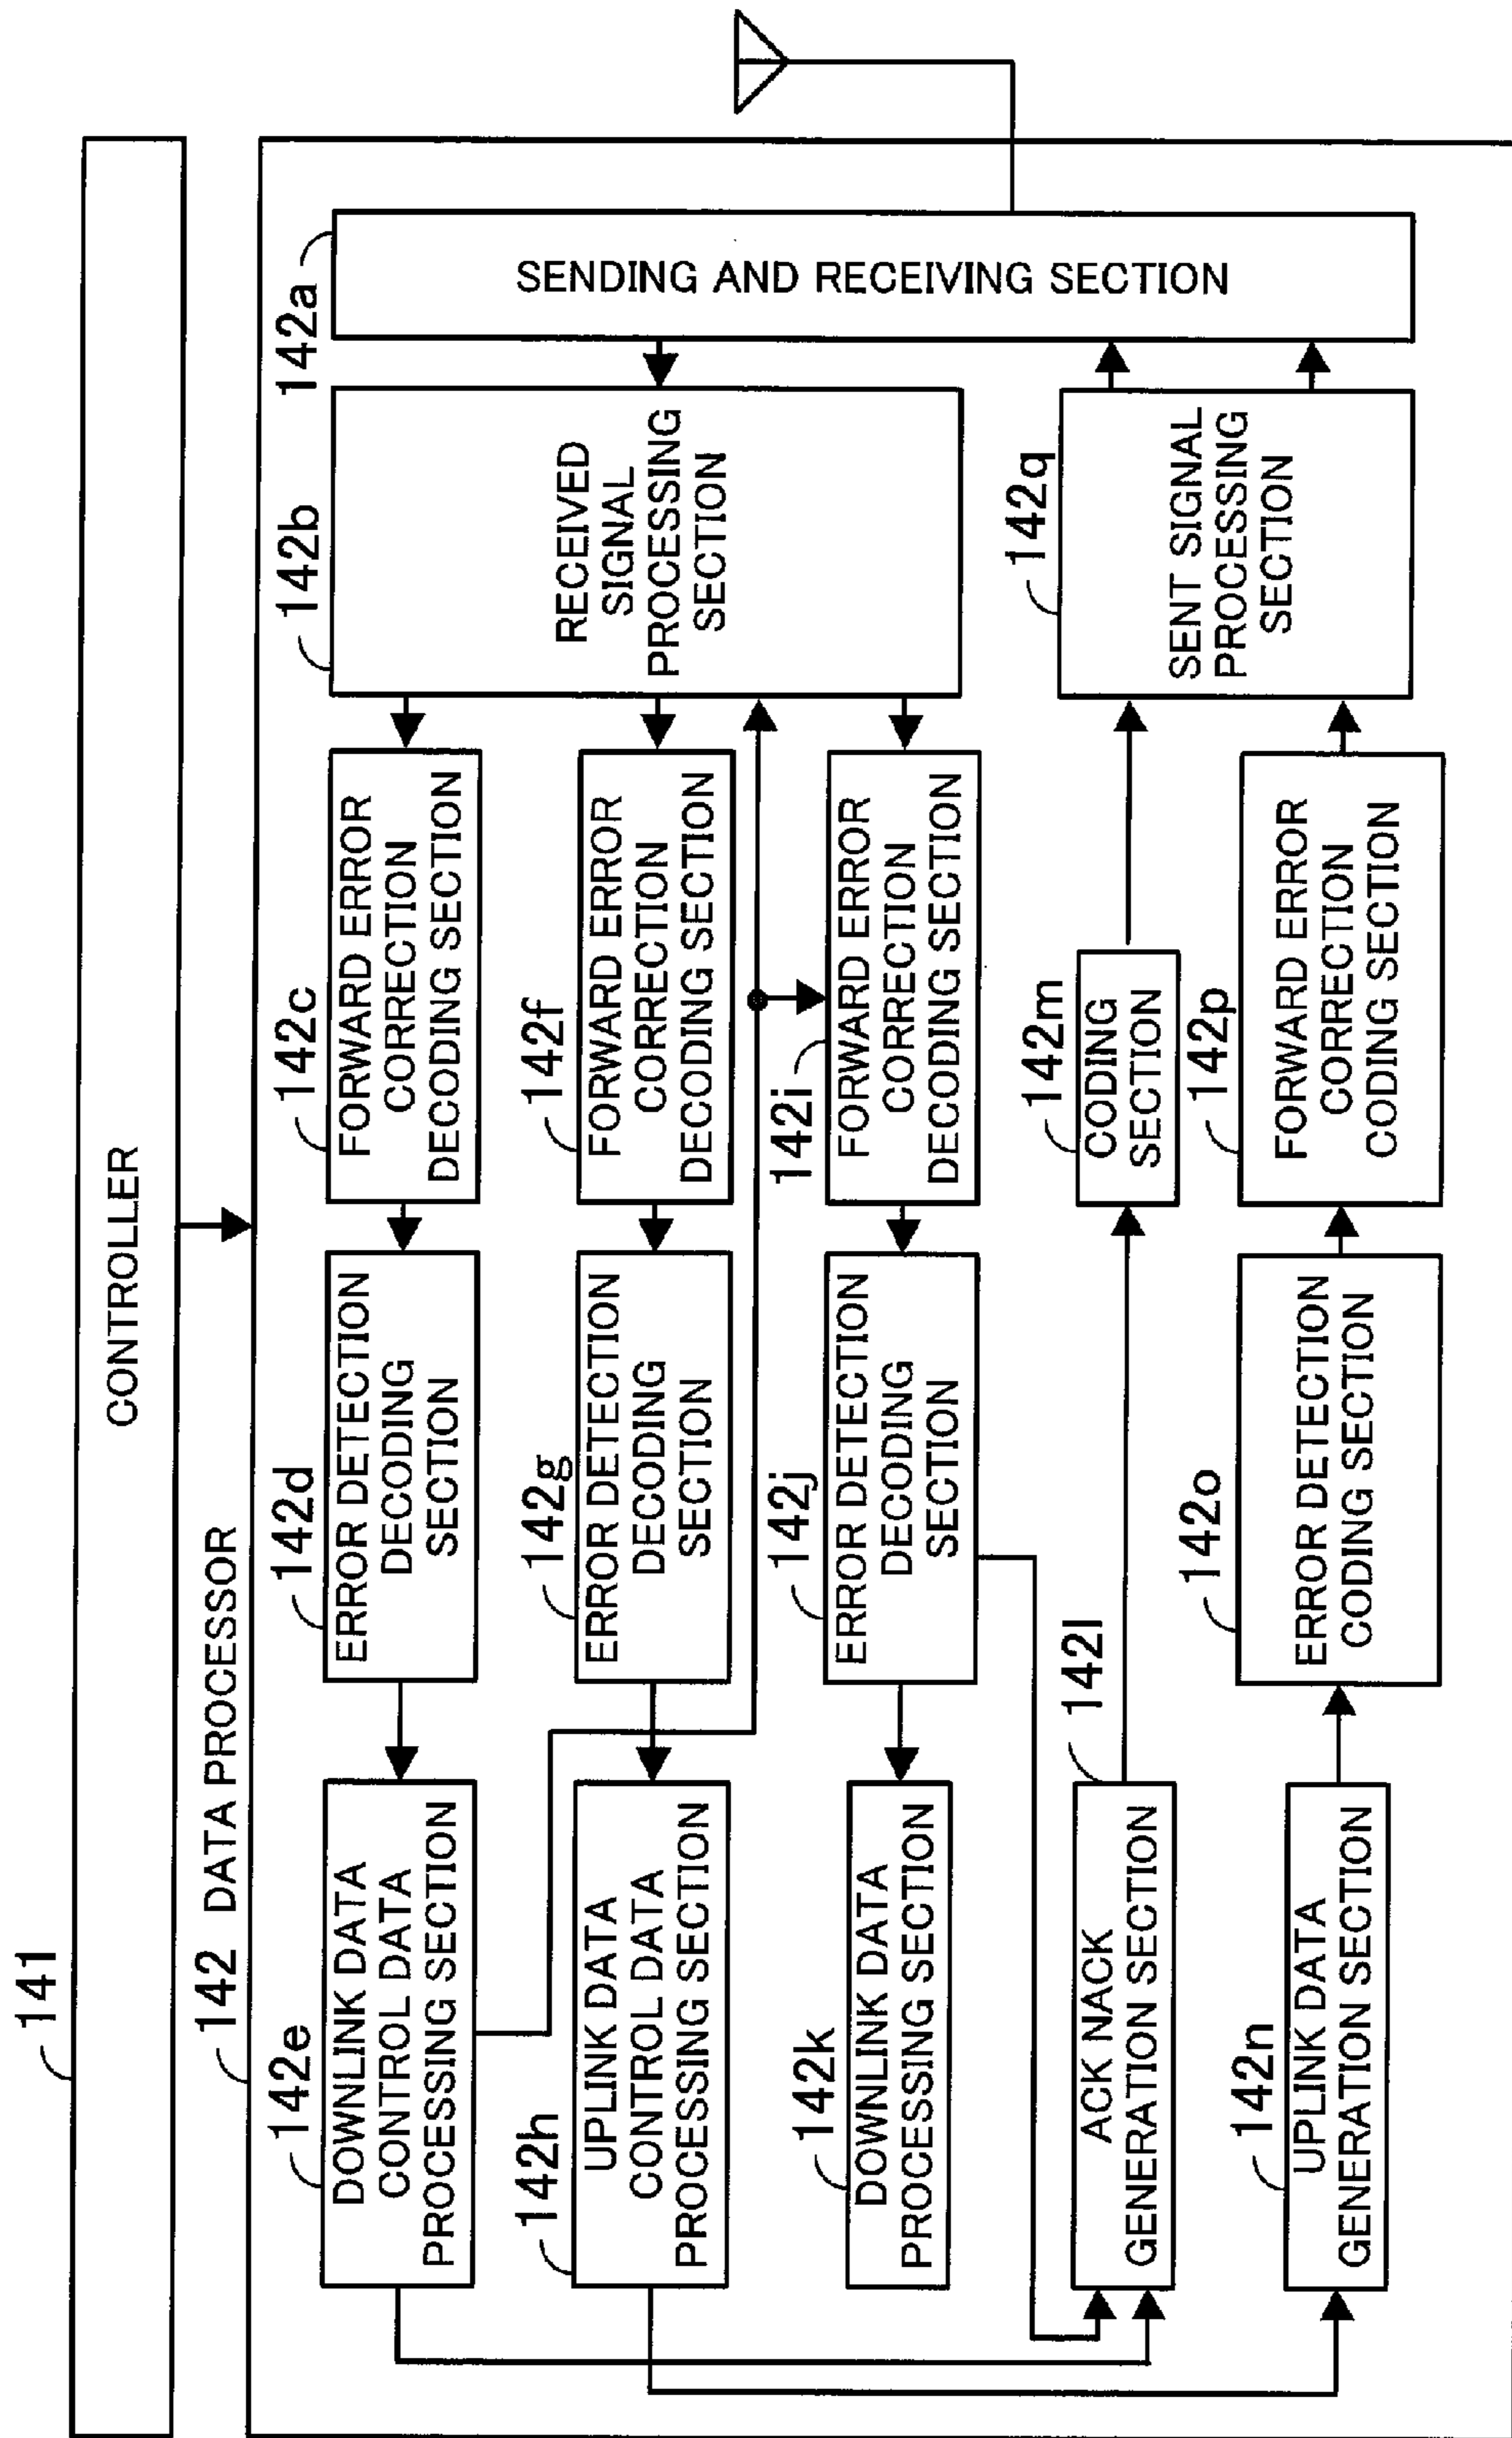 141
CONTROLLER
142 DATA PROCESSOR
142e
DOWNLINK DATA
CONTROL DATA
PROCESSING SECTION
142d
ERROR DETECTION
DECODING
SECTION
142c
FORWARD ERROR
CORRECTION
DECODING SECTION
142b
RECEIVED
SIGNAL
PROCESSING
SECTION
142a
SENDING AND RECEIVING SECTION
142h
UPLINK DATA
CONTROL DATA
PROCESSING SECTION
142g
ERROR DETECTION
DECODING
SECTION
142f
FORWARD ERROR
CORRECTION
DECODING SECTION
142k
DOWNLINK DATA
PROCESSING SECTION
142j
ERROR DETECTION
DECODING
SECTION
142i
FORWARD ERROR
CORRECTION
DECODING SECTION
ACK NACK
GENERATION SECTION
142l
142m
CODING
SECTION
142q
SENT SIGNAL
PROCESSING
SECTION
142n
UPLINK DATA
GENERATION SECTION
142o
ERROR DETECTION
CODING SECTION
142p
FORWARD ERROR
CORRECTION
CODING SECTION